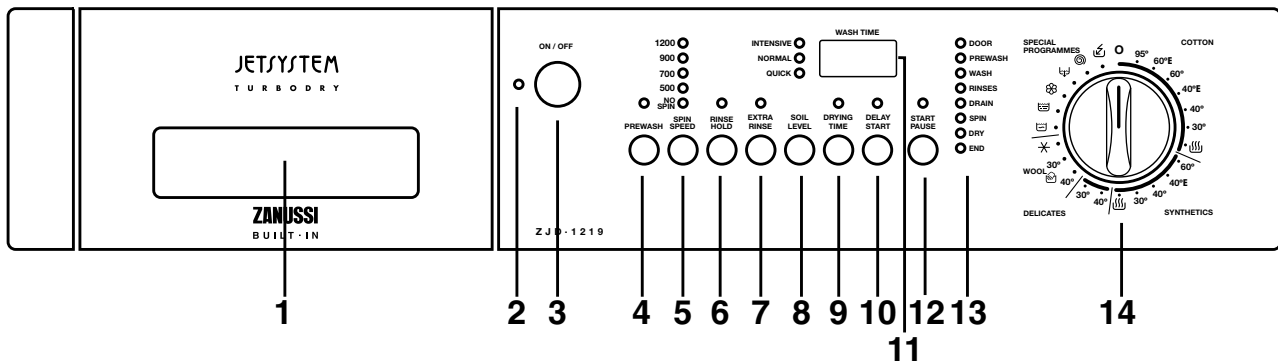 JETSYSTEM
TURBODRY
ZANUSSI
BUILT-IN
ON / OFF
1200
900
700
500
NO SPIN
INTENSIVE
NORMAL
QUICK
WASH TIME
PREWASH
SPIN SPEED
RINSE HOLD
EXTRA RINSE
SOIL LEVEL
DRYING TIME
DELAY START
START PAUSE
DOOR
PREWASH
WASH
RINSES
DRAIN
SPIN
DRY
END
SPECIAL PROGRAMMES
O
COTTON
95°
60°E
60°
40°E
40°
30°
60°
40°E
40°
30°
SYNTHETICS
40°
30°
DELICATES
40°
WOOL
30°
ZJD-1219
1 2 3 4 5 6 7 8 9 10 12 13 14
11